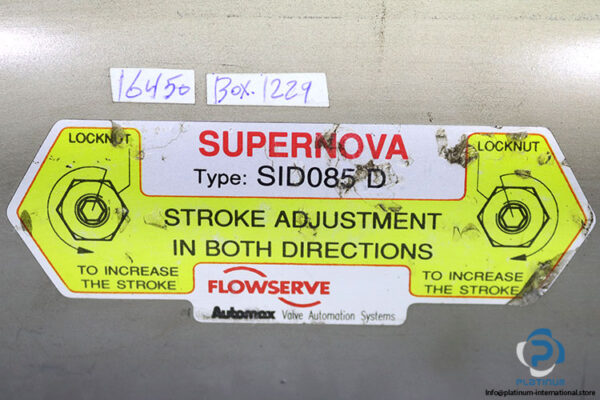 16450 Box.1229
LOCKNUT SUPERNOVA LOCKNUT
Type: SID085 D
STROKE ADJUSTMENT
IN BOTH DIRECTIONS
TO INCREASE
THE STROKE
TO INCREASE
THE STROKE
FLOWSERVE
Automax Valve Automation Systems
PLATINUM
Info@platinum-international.store